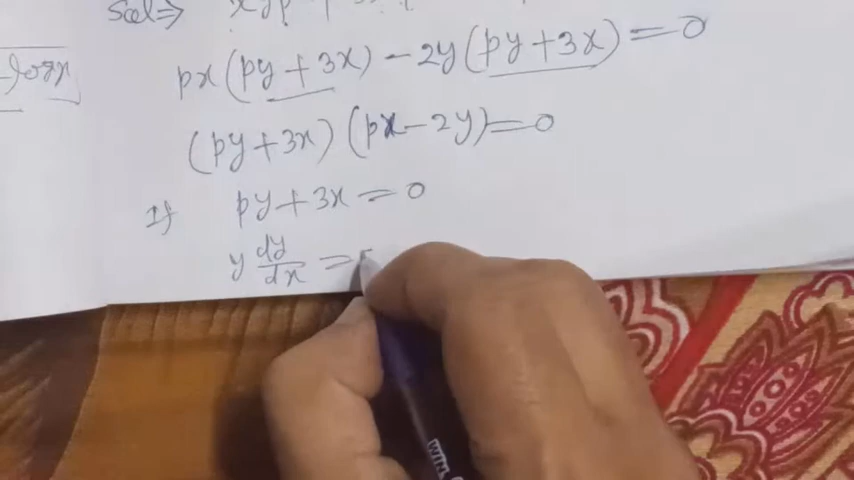 Sol ⇒ xyp²
px(py+3x) -2y(py+3x) = 0
(py+3x) (px-2y) = 0
If py+3x = 0
y dy/dx =